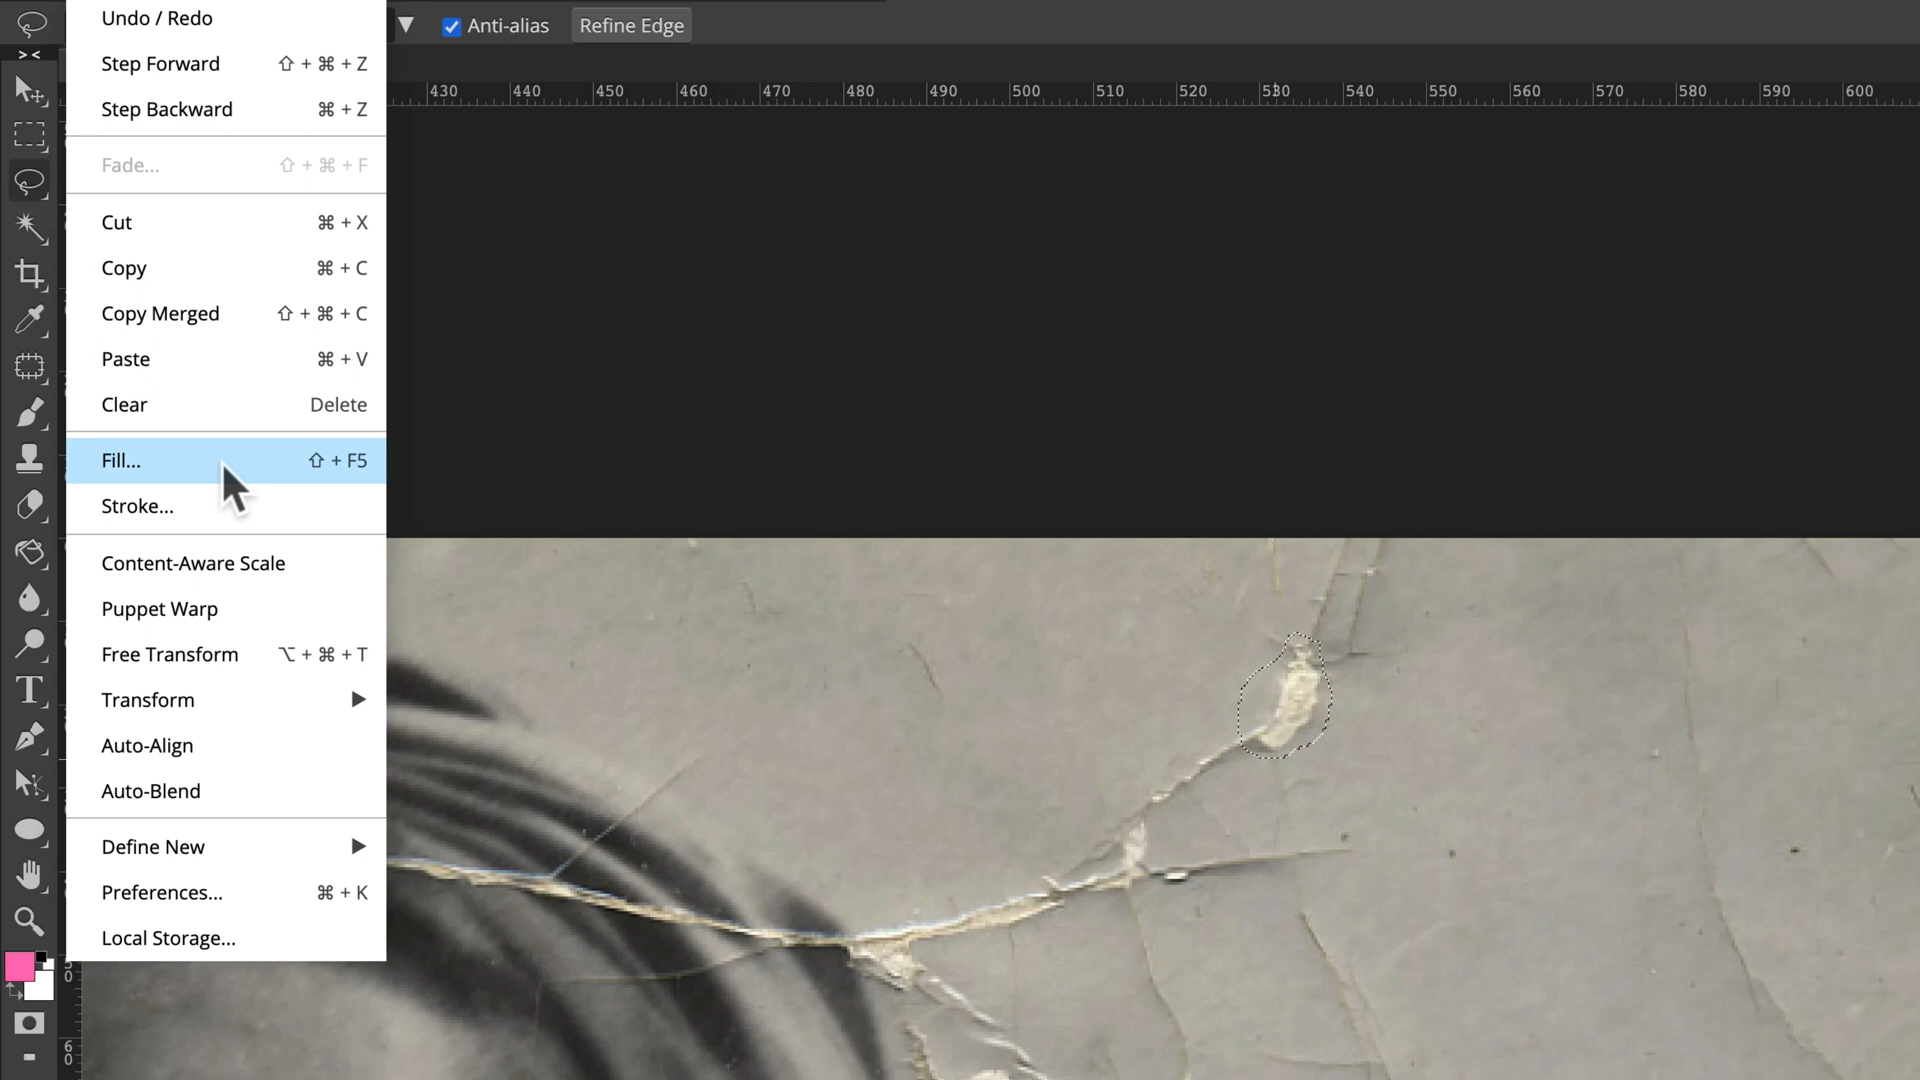 Undo / Redo
Anti-alias
Refine Edge
Step Forward ⇧ + ⌘ + Z
Step Backward ⌘ + Z
430 440 450 460 470 480 490 500 510 520 530 540 550 560 570 580 590 600
Fade... ⇧ + ⌘ + F
Cut ⌘ + X
Copy ⌘ + C
Copy Merged ⇧ + ⌘ + C
Paste ⌘ + V
Clear Delete
Fill... ⇧ + F5
Stroke...
Content-Aware Scale
Puppet Warp
Free Transform ⌥ + ⌘ + T
Transform
Auto-Align
Auto-Blend
Define New
Preferences... ⌘ + K
Local Storage...
50
60